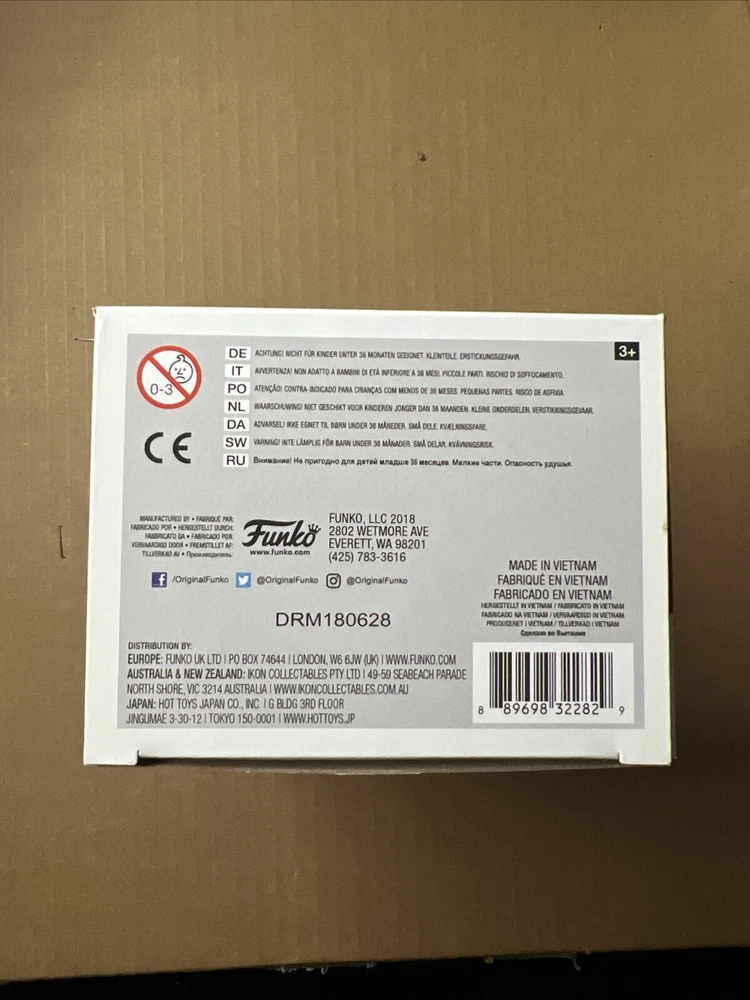 3+
0-3
DE ACHTUNG! NICHT FÜR KINDER UNTER 36 MONATEN GEEIGNET. KLEINTEILE. ERSTICKUNGSGEFAHR.
IT AVVERTENZA! NON ADATTO A BAMBINI DI ETÀ INFERIORE A 36 MESI. PICCOLE PARTI. RISCHIO DI SOFFOCAMENTO.
PO ATENÇÃO! CONTRA-INDICADO PARA CRIANÇAS COM MENOS DE 36 MESES. PEQUENAS PARTES. RISCO DE ASFIXIA.
NL WAARSCHUWING! NIET GESCHIKT VOOR KINDEREN JONGER DAN 36 MAANDEN. KLEINE ONDERDELEN. VERSTIKKINGSGEVAAR.
DA ADVARSEL! IKKE EGNET TIL BØRN UNDER 36 MÅNEDER. SMÅ DELE. KVÆLNINGSFARE.
SW VARNING! INTE LÄMPLIG FÖR BARN UNDER 36 MÅNADER. SMÅ DELAR. KVÄVNINGSRISK.
RU Внимание! Не пригодно для детей младше 36 месяцев. Мелкие части. Опасность удушья.
CE
MANUFACTURED BY • FABRIQUÉ PAR:
FABRICADO POR • HERGESTELLT DURCH:
FABBRICATO DA • FABRICADO POR:
VERVAARDIGD DOOR • FREMSTILLET AF:
TILLVERKAD AV • Производитель:
Funko
www.funko.com
FUNKO, LLC 2018
2802 WETMORE AVE
EVERETT, WA 98201
(425) 783-3616
f /OriginalFunko @OriginalFunko @OriginalFunko
DRM180628
MADE IN VIETNAM
FABRIQUÉ EN VIETNAM
FABRICADO EN VIETNAM
HERGESTELLT IN VIETNAM / FABBRICATO IN VIETNAM
FABRICADO NA VIETNAM / VERVAARDIGD IN VIETNAM
PRODUCERET I VIETNAM / TILLVERKAD I VIETNAM
Сделано во Вьетнаме
DISTRIBUTION BY:
EUROPE: FUNKO UK LTD | PO BOX 74644 | LONDON, W6 6JW (UK) | WWW.FUNKO.COM
AUSTRALIA & NEW ZEALAND: IKON COLLECTABLES PTY LTD | 49-59 SEABEACH PARADE
NORTH SHORE, VIC 3214 AUSTRALIA | WWW.IKONCOLLECTABLES.COM.AU
JAPAN: HOT TOYS JAPAN CO., INC. | G BLDG 3RD FLOOR
JINGUMAE 3-30-12 | TOKYO 150-0001 | WWW.HOTTOYS.JP
8 89698 32282 9